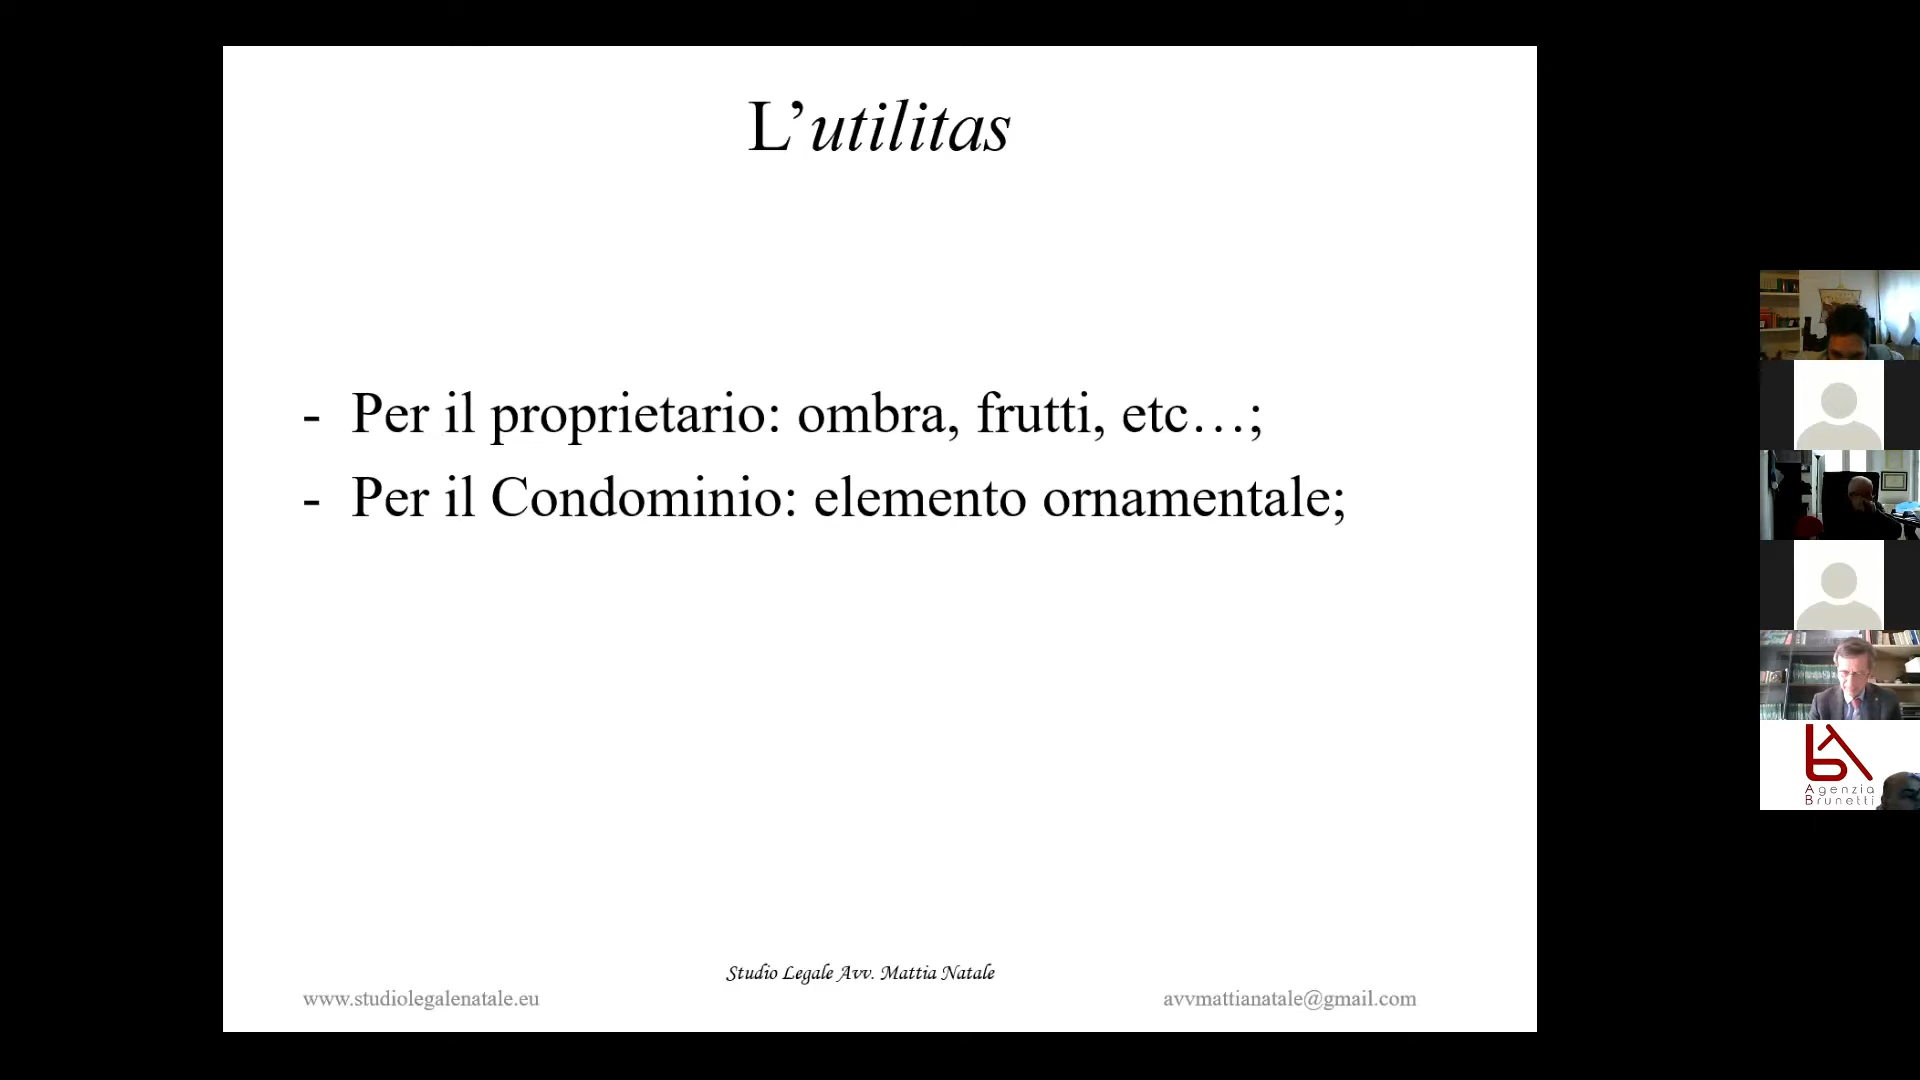 L’utilitas
- Per il proprietario: ombra, frutti, etc…;
- Per il Condominio: elemento ornamentale;
Studio Legale Avv. Mattia Natale
www.studiolegalenatale.eu
avvmattianatale@gmail.com
Agenzia
Brunetti